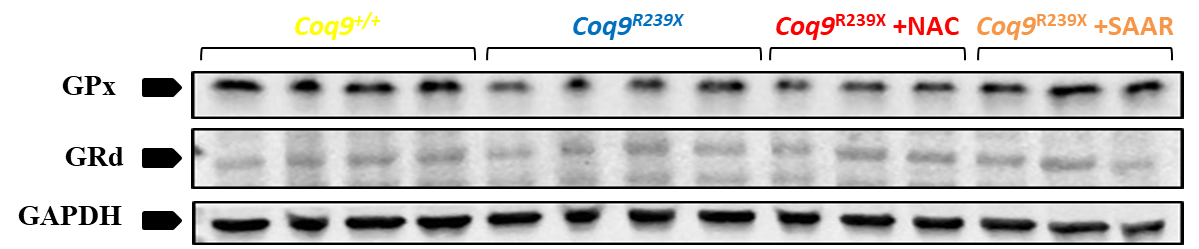 Coq9+/+ Coq9R239X Coq9R239X +NAC Coq9R239X +SAAR
GPx
GRd
GAPDH